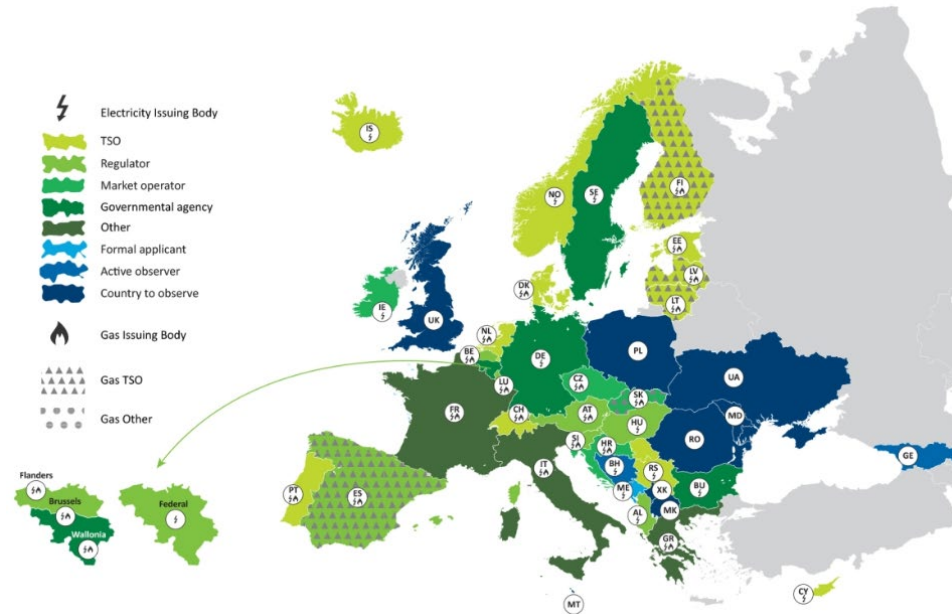 Electricity Issuing Body
TSO
Regulator
Market operator
Governmental agency
Other
Formal applicant
Active observer
Country to observe
Gas Issuing Body
Gas TSO
Gas Other
IS
NO
SE
FI
EE
LV
LT
DK
IE
UK
NL
BE
DE
PL
LU
CZ
UA
SK
FR
CH
AT
HU
MD
SI
HR
RO
IT
BH
RS
GE
ME
XK
BU
PT
ES
AL
MK
GR
CY
MT
Flanders
Brussels
Wallonia
Federal